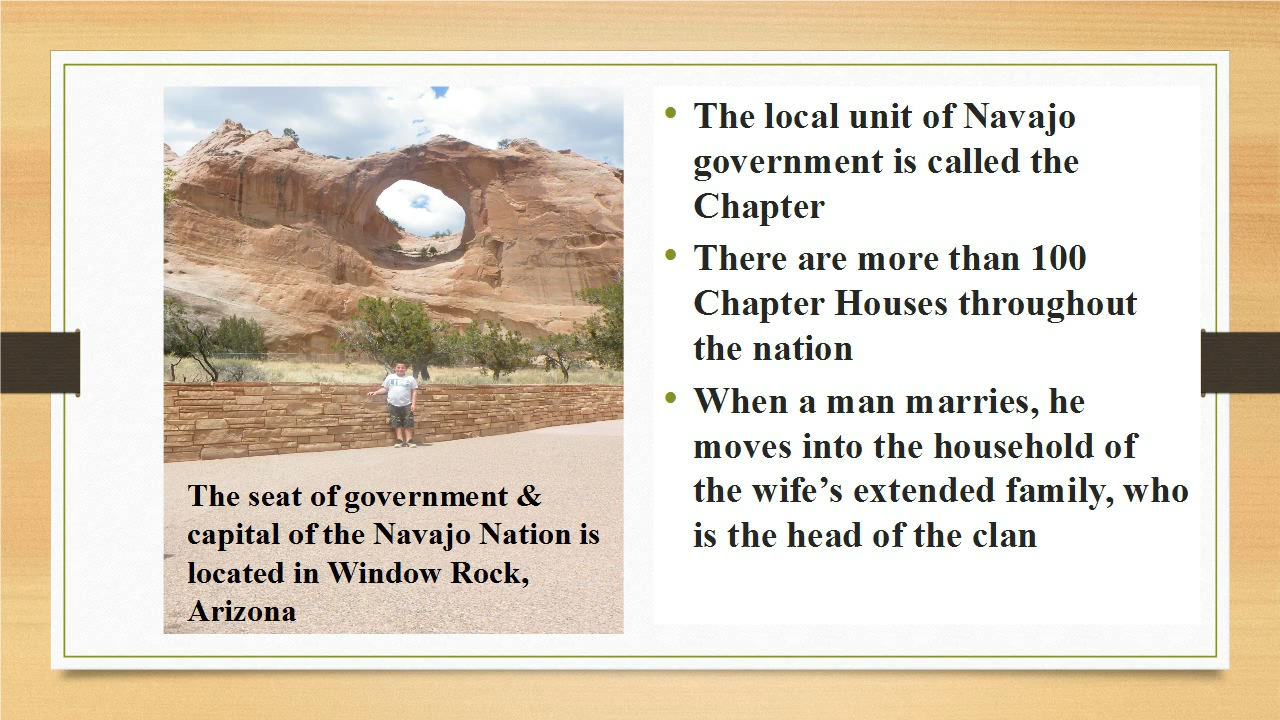 The seat of government &
capital of the Navajo Nation is
located in Window Rock,
Arizona
• The local unit of Navajo
government is called the
Chapter
• There are more than 100
Chapter Houses throughout
the nation
• When a man marries, he
moves into the household of
the wife’s extended family, who
is the head of the clan